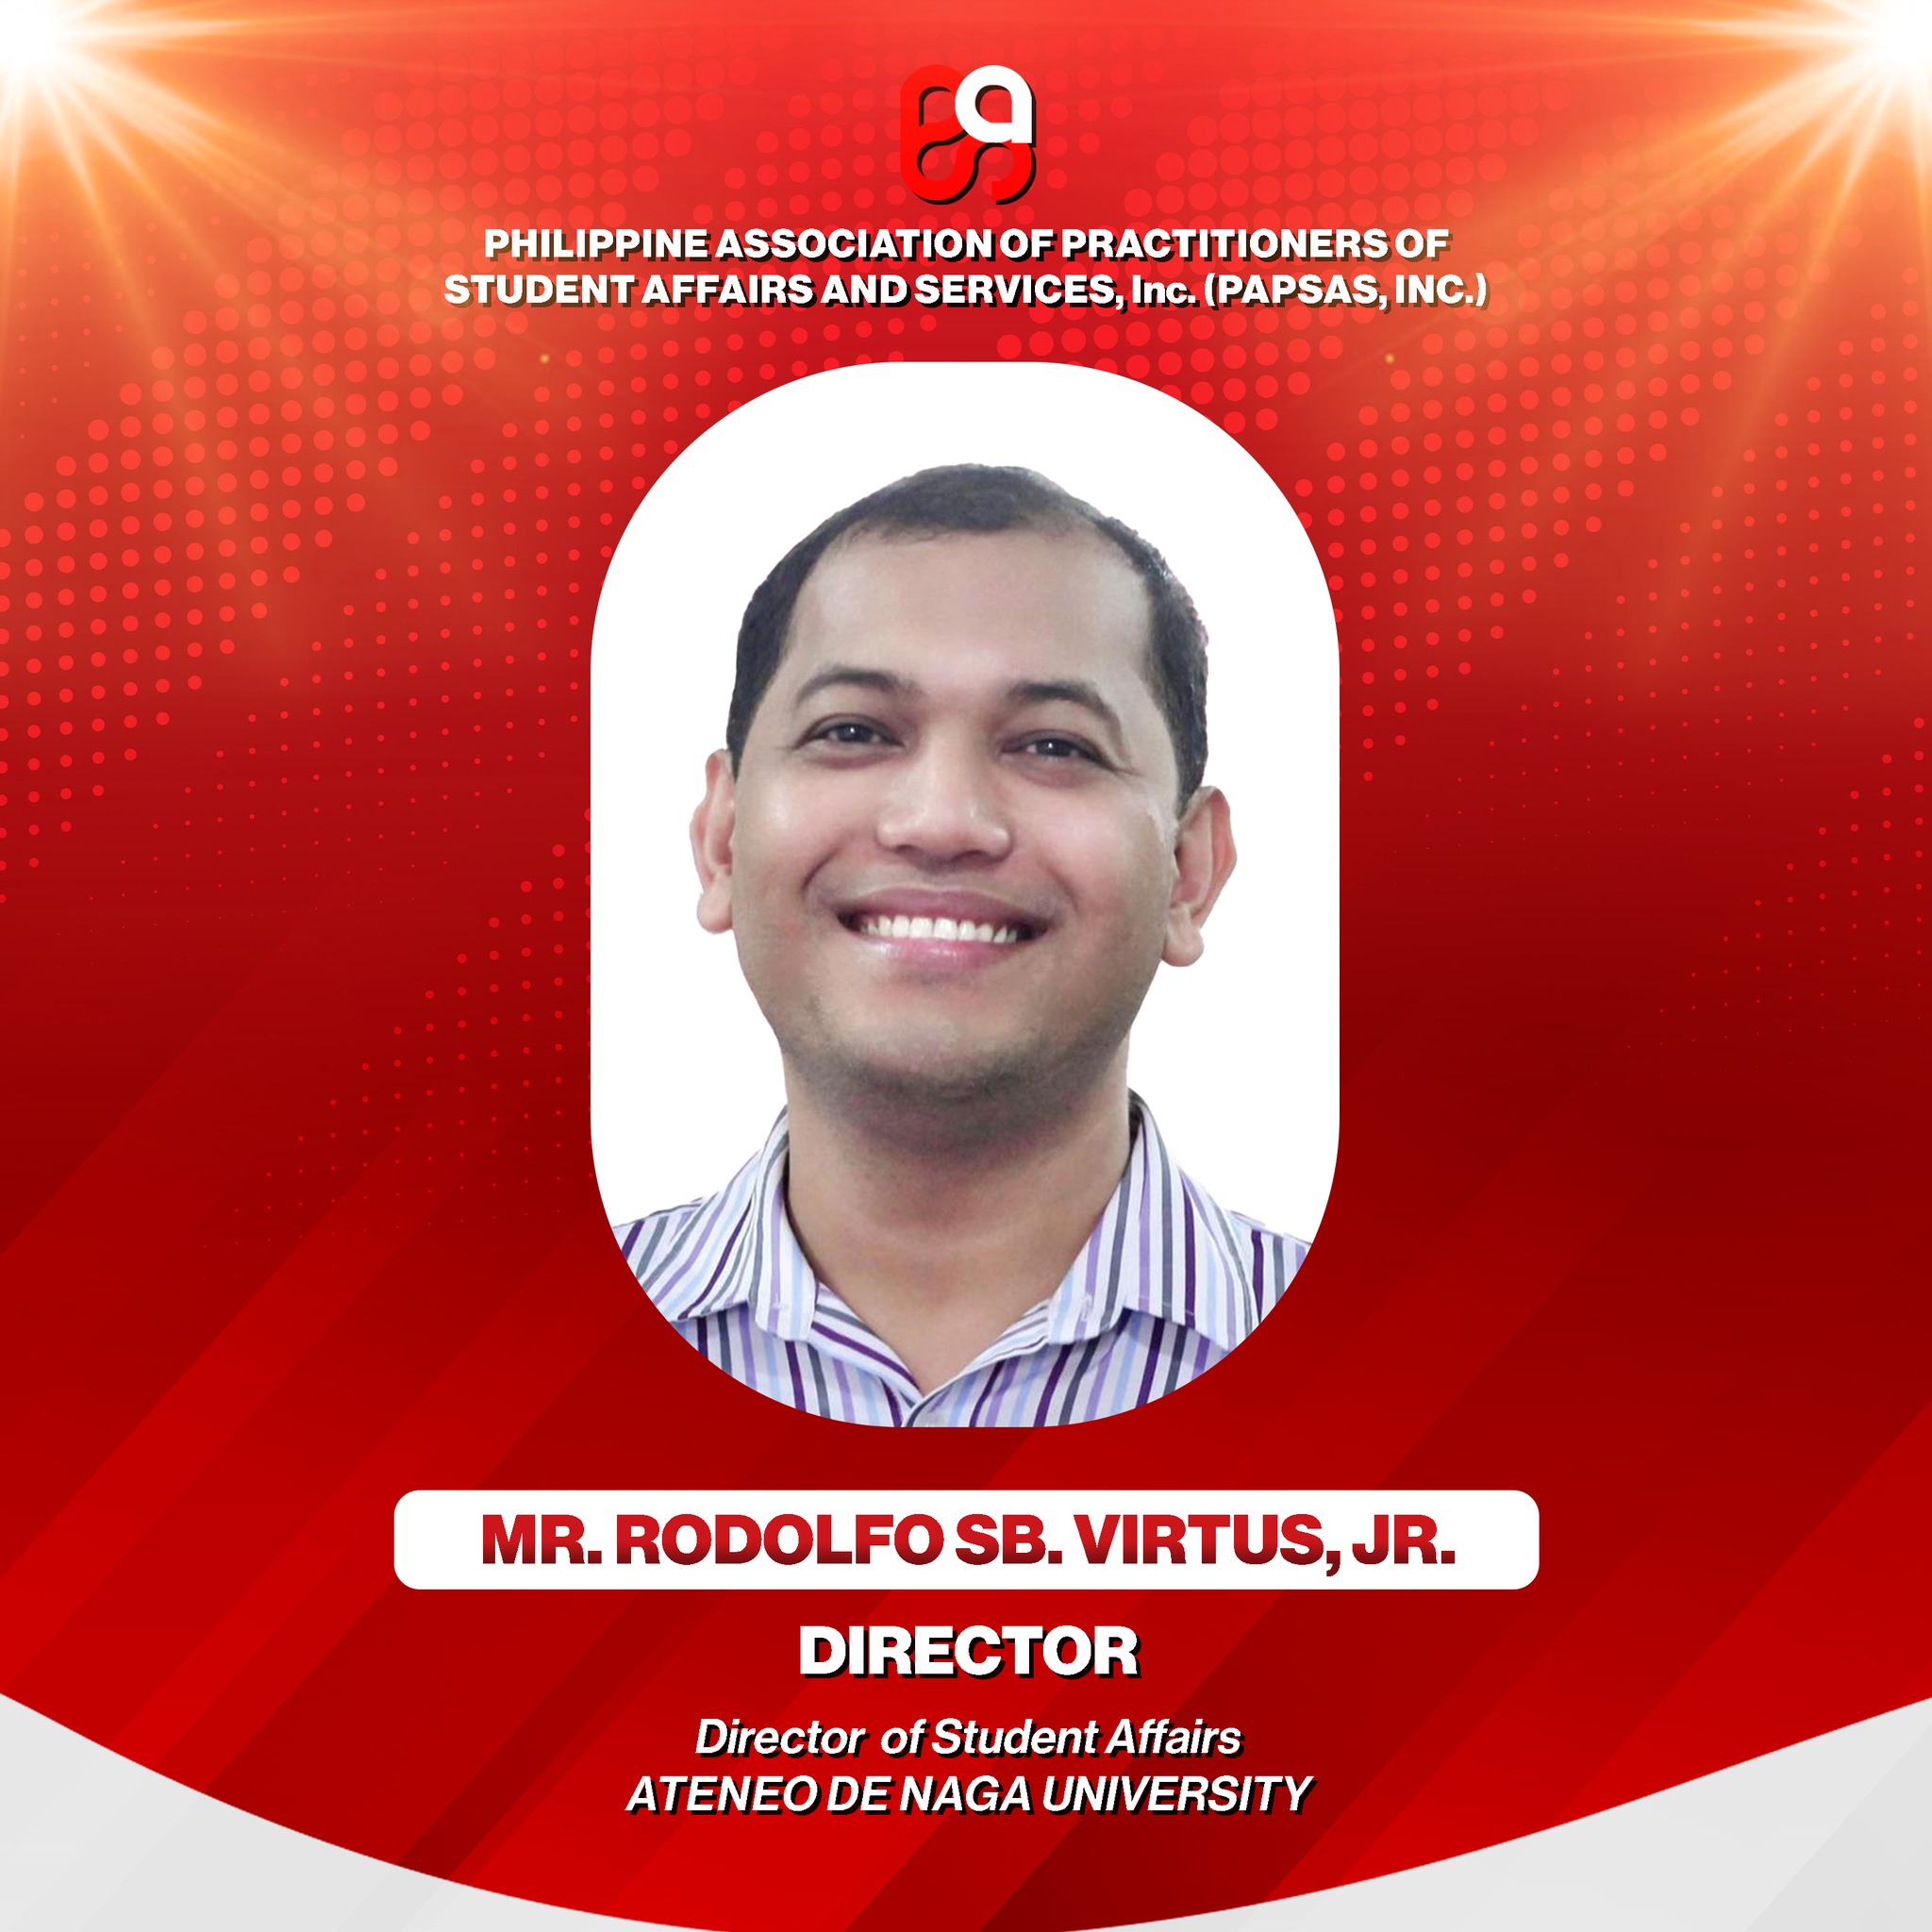 PHILIPPINE ASSOCIATION OF PRACTITIONERS OF
STUDENT AFFAIRS AND SERVICES, Inc. (PAPSAS, INC.)
MR. RODOLFO SB. VIRTUS, JR.
DIRECTOR
Director of Student Affairs
ATENEO DE NAGA UNIVERSITY